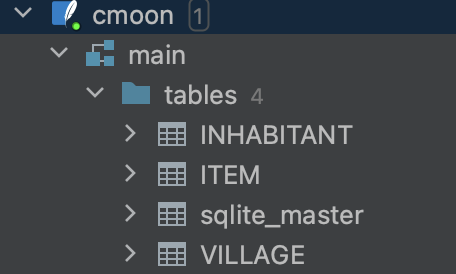 cmoon 1
main
tables 4
INHABITANT
ITEM
sqlite_master
VILLAGE